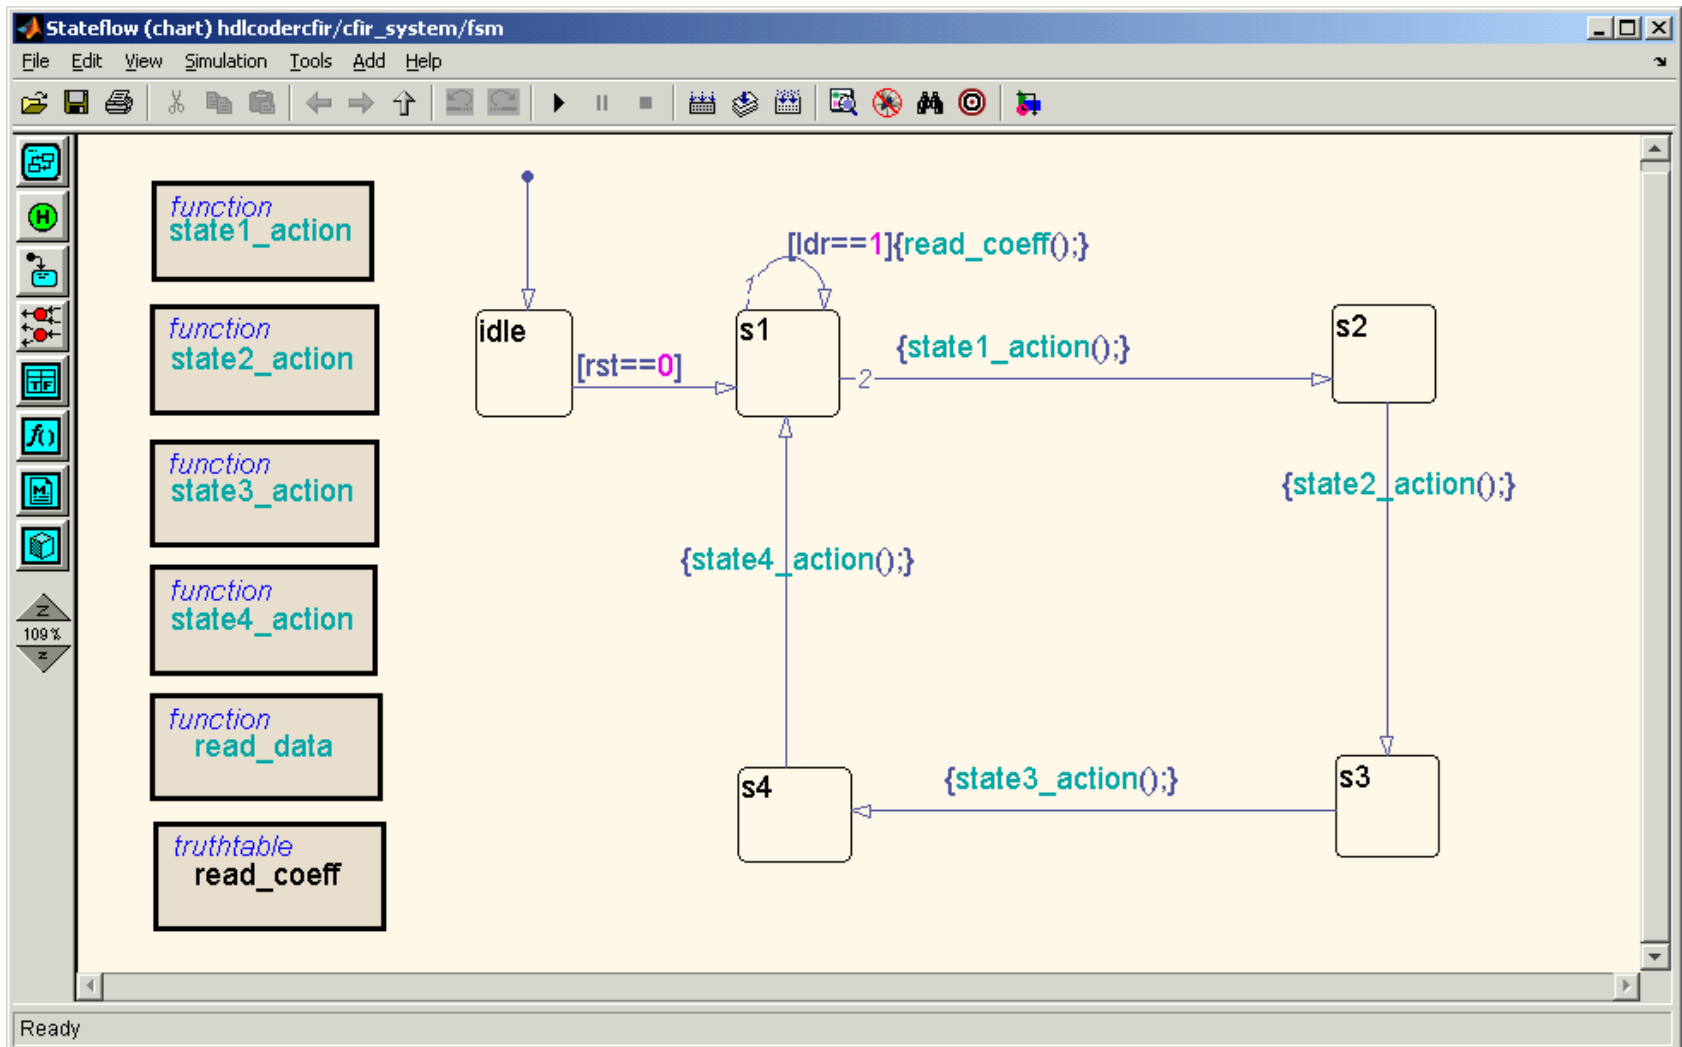 Stateflow (chart) hdlcodercfir/cfir_system/fsm
File Edit View Simulation Tools Add Help
function
state1_action
function
state2_action
function
state3_action
function
state4_action
function
read_data
truthtable
read_coeff
[ldr==1]{read_coeff();}
1
idle
[rst==0]
s1
{state1_action();}
2
s2
{state2_action();}
{state4_action();}
s4
{state3_action();}
s3
H
TF
f()
M
Z
109%
z
Ready